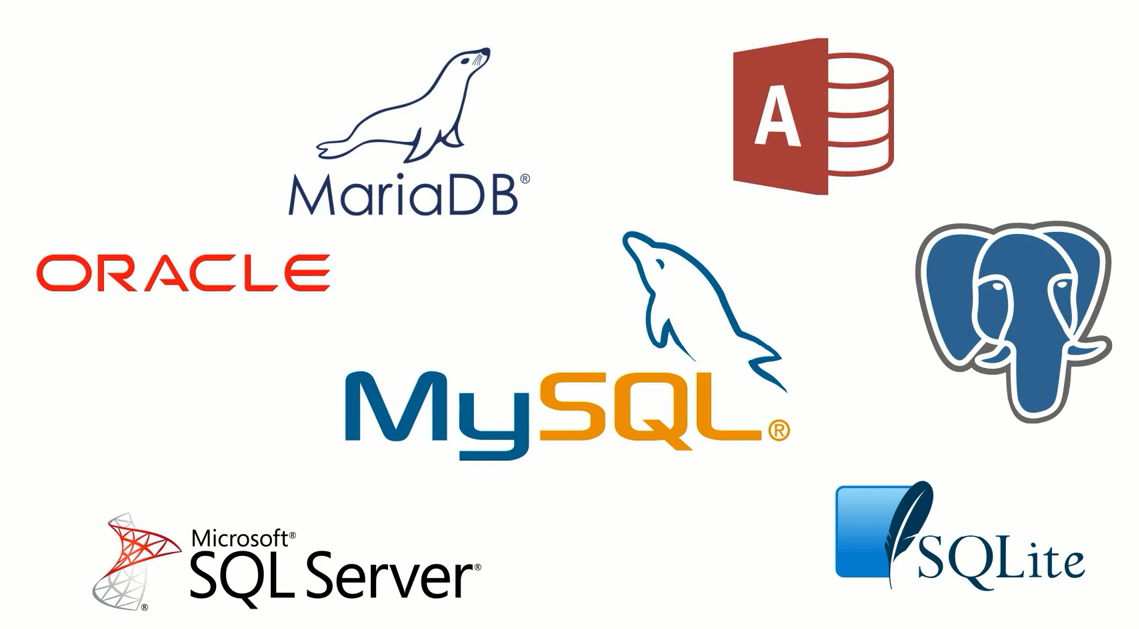 MariaDB®
A
ORACLE
MySQL®
Microsoft®
SQL Server®
®
SQLite